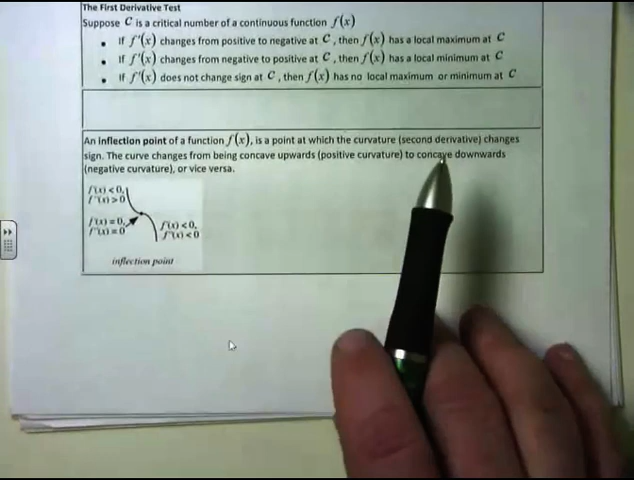 The First Derivative Test
Suppose C is a critical number of a continuous function f(x)
• If f'(x) changes from positive to negative at C, then f(x) has a local maximum at C
• If f'(x) changes from negative to positive at C, then f(x) has a local minimum at C
• If f'(x) does not change sign at C, then f(x) has no local maximum or minimum at C
An inflection point of a function f(x), is a point at which the curvature (second derivative) changes
sign. The curve changes from being concave upwards (positive curvature) to concave downwards
(negative curvature), or vice versa.
f'(x) < 0,
f''(x) > 0
f'(x) = 0,
f''(x) = 0
f'(x) < 0,
f''(x) < 0
inflection point